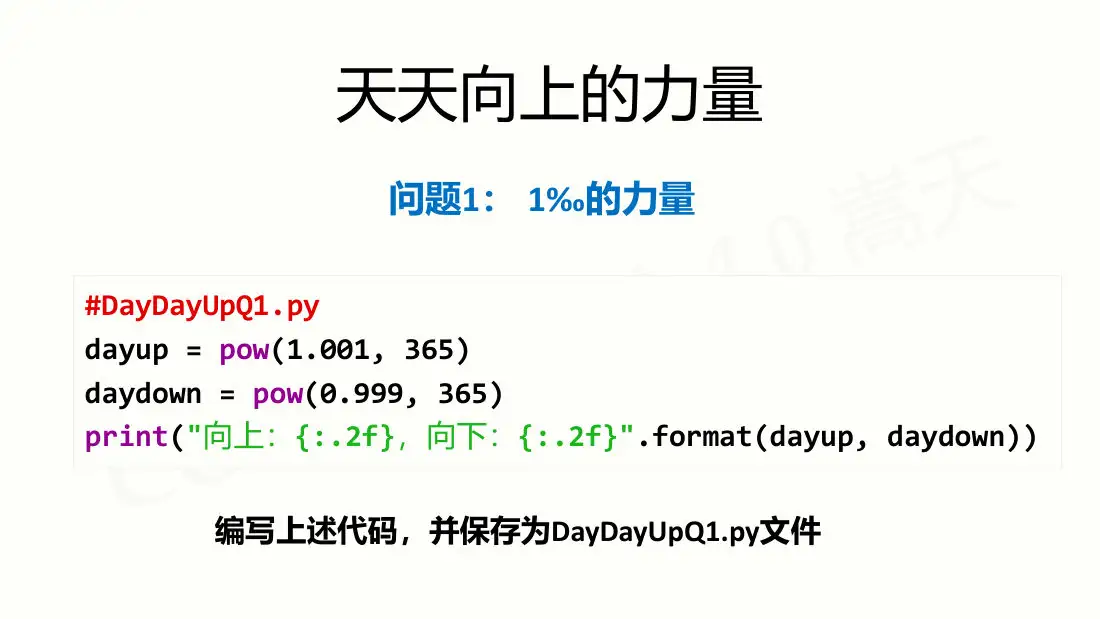 天天向上的力量
问题1： 1‰的力量
#DayDayUpQ1.py
dayup = pow(1.001, 365)
daydown = pow(0.999, 365)
print("向上：{:.2f}，向下：{:.2f}".format(dayup, daydown))
编写上述代码，并保存为DayDayUpQ1.py文件
嵩天